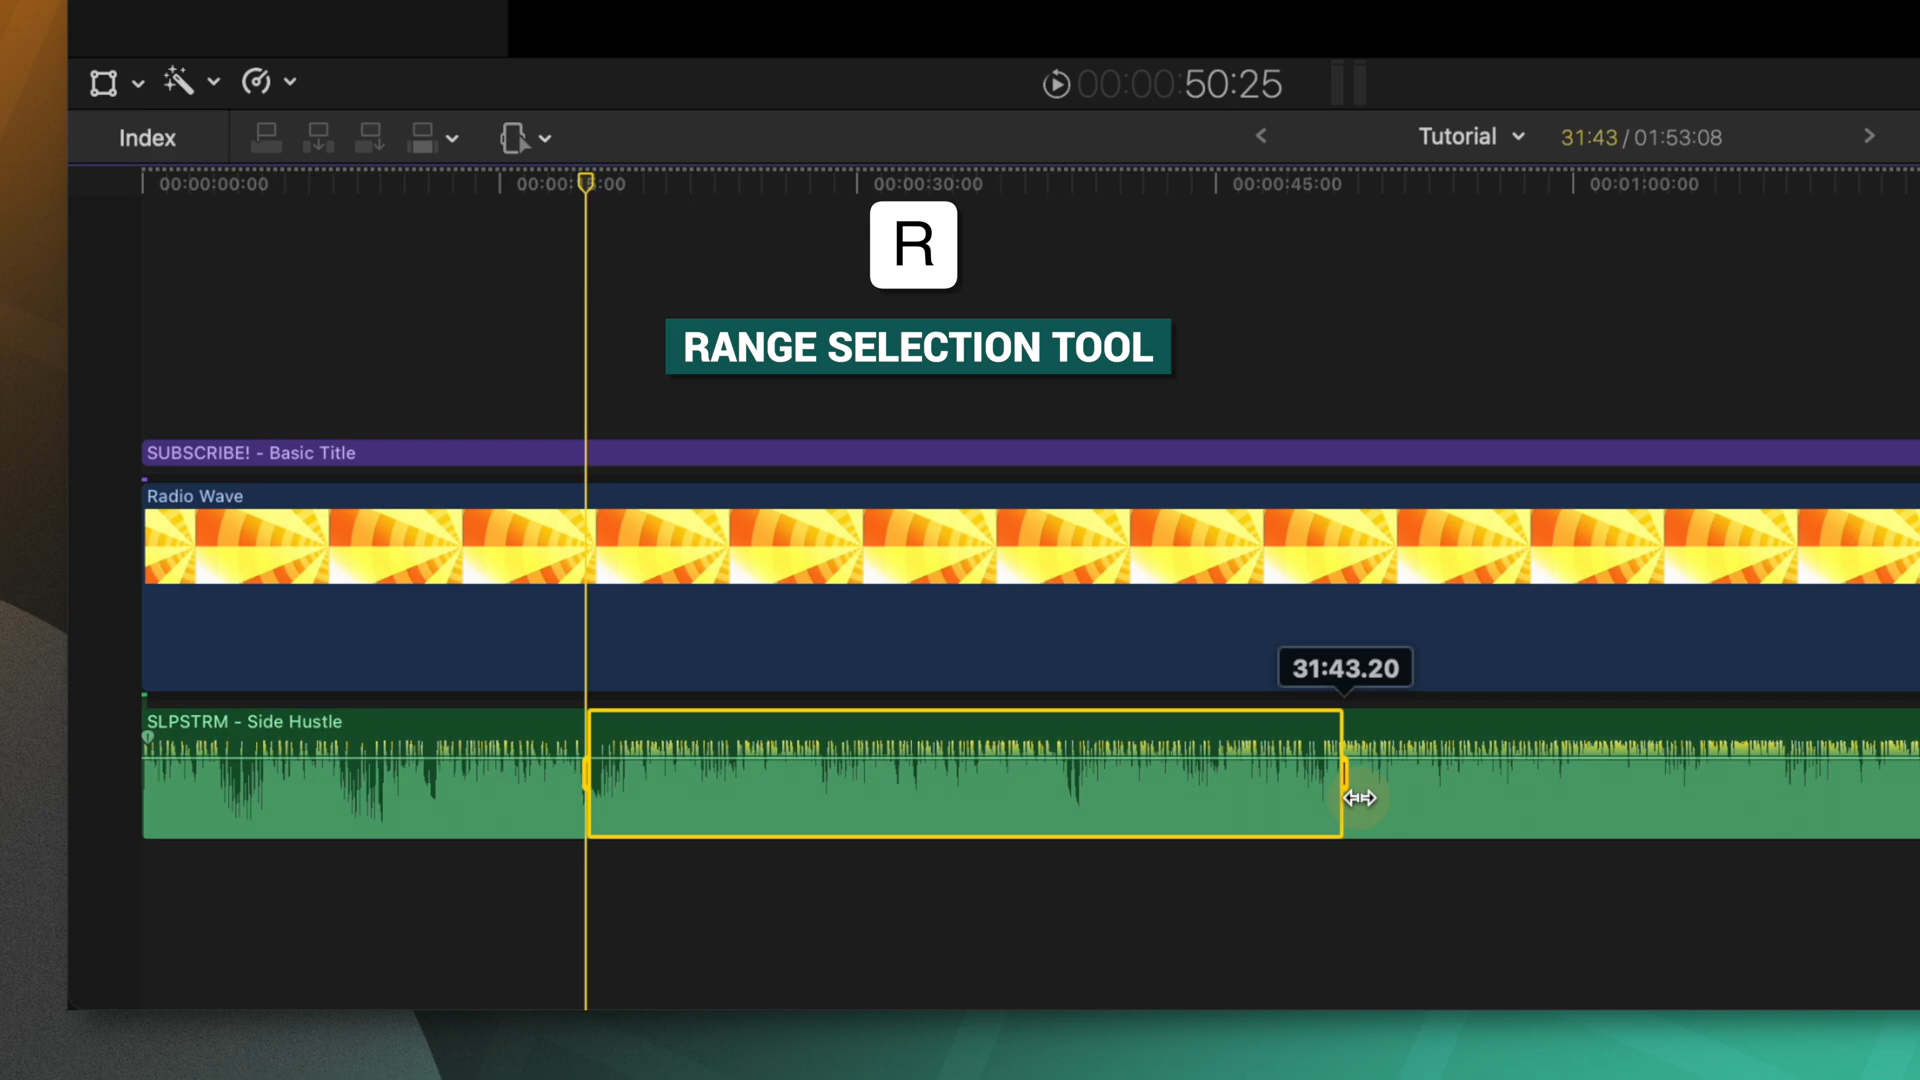 00:00:50:25
Index
Tutorial
31:43 / 01:53:08
00:00:00:00
00:00:15:00
00:00:30:00
00:00:45:00
00:01:00:00
R
RANGE SELECTION TOOL
SUBSCRIBE! - Basic Title
Radio Wave
31:43.20
SLPSTRM - Side Hustle